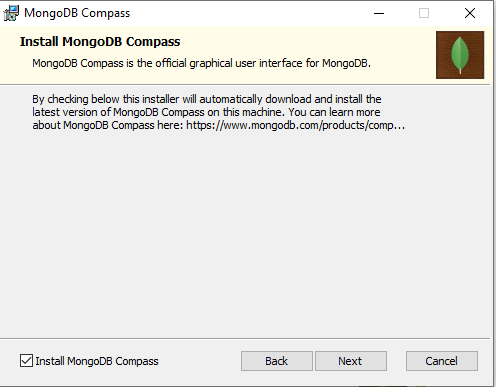 MongoDB Compass
Install MongoDB Compass
MongoDB Compass is the official graphical user interface for MongoDB.
By checking below this installer will automatically download and install the
latest version of MongoDB Compass on this machine. You can learn more
about MongoDB Compass here: https://www.mongodb.com/products/comp...
Install MongoDB Compass
Back
Next
Cancel